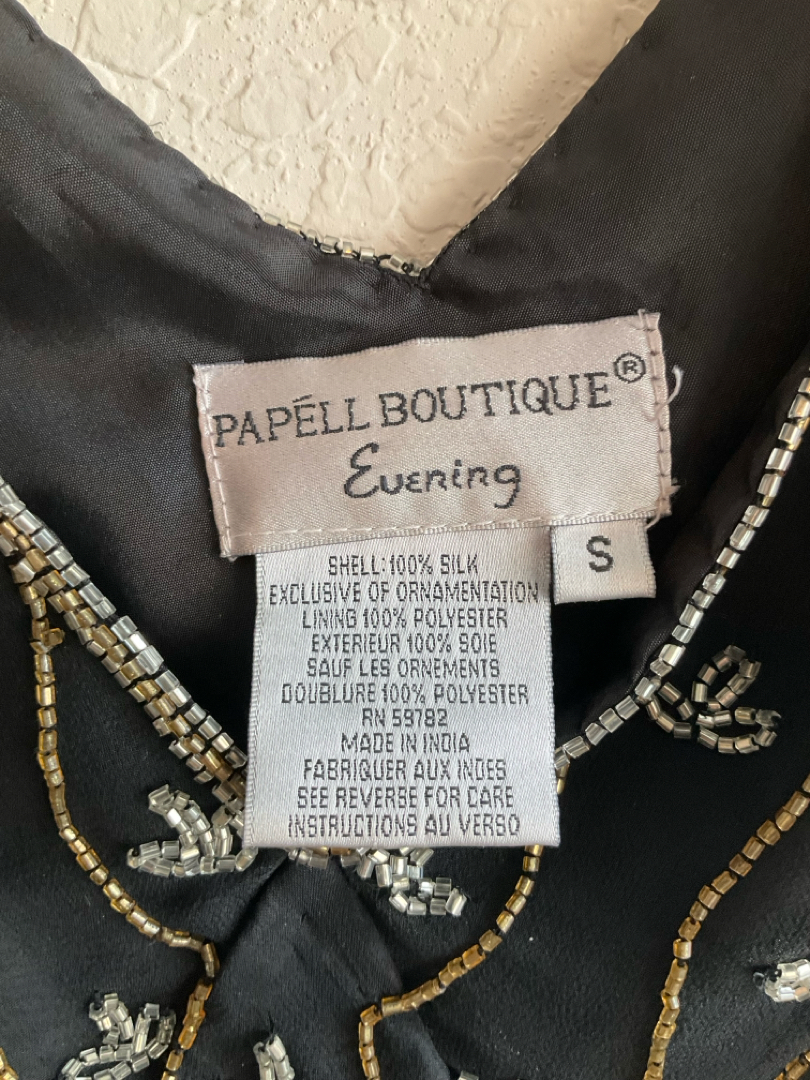 PAPÉLL BOUTIQUE®
Evening
S
SHELL: 100% SILK
EXCLUSIVE OF ORNAMENTATION
LINING 100% POLYESTER
EXTERIEUR 100% SOIE
SAUF LES ORNEMENTS
DOUBLURE 100% POLYESTER
RN 59782
MADE IN INDIA
FABRIQUER AUX INDES
SEE REVERSE FOR CARE
INSTRUCTIONS AU VERSO